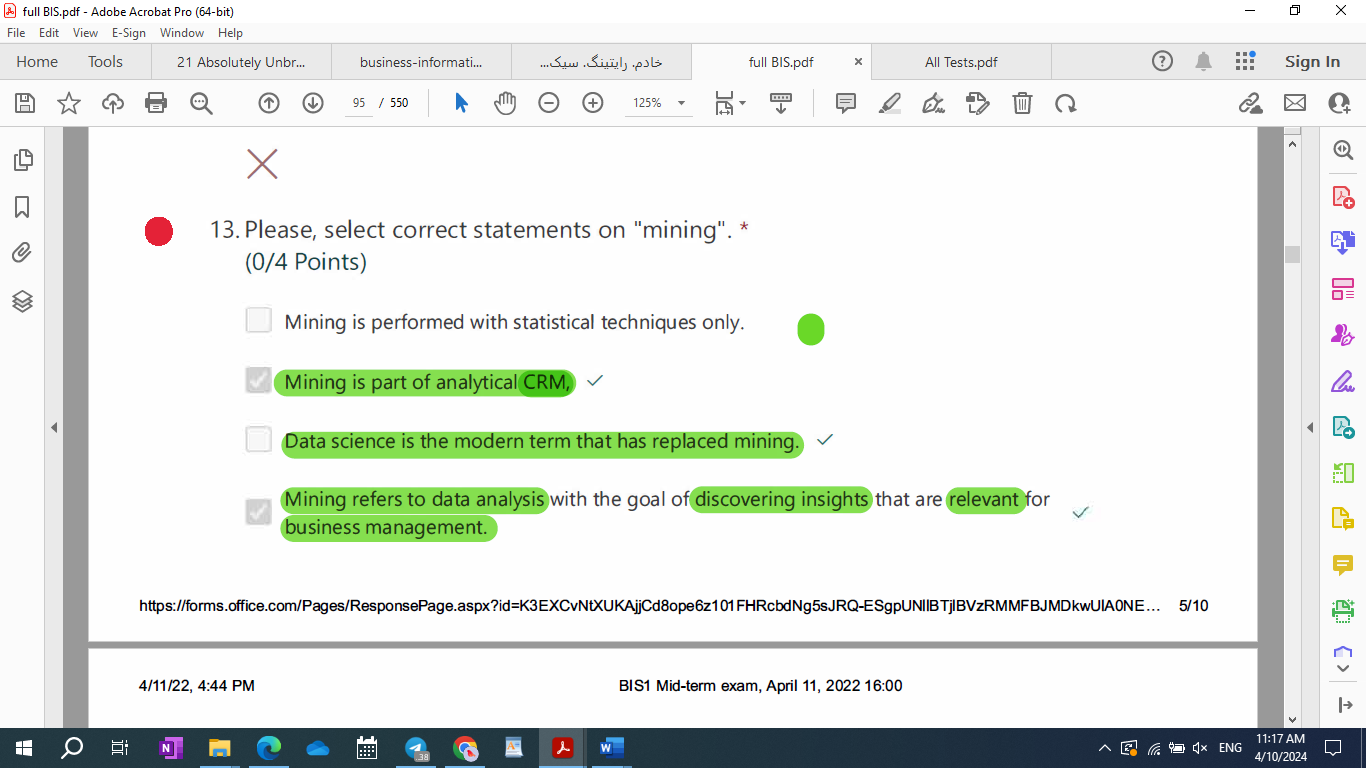 full BIS.pdf - Adobe Acrobat Pro (64-bit)
File Edit View E-Sign Window Help
Home Tools 21 Absolutely Unbr... business-informati... خادم. رایتینگ. سیک... full BIS.pdf × All Tests.pdf Sign In
95 / 550 125%
13. Please, select correct statements on "mining". *
(0/4 Points)
Mining is performed with statistical techniques only.
Mining is part of analytical CRM,
Data science is the modern term that has replaced mining.
Mining refers to data analysis with the goal of discovering insights that are relevant for
business management.
https://forms.office.com/Pages/ResponsePage.aspx?id=K3EXCvNtXUKAjjCd8ope6z101FHRcbdNg5sJRQ-ESgpUNllBTjlBVzRMMFBJMDkwUlA0NE... 5/10
4/11/22, 4:44 PM BIS1 Mid-term exam, April 11, 2022 16:00
38
ENG
11:17 AM
4/10/2024